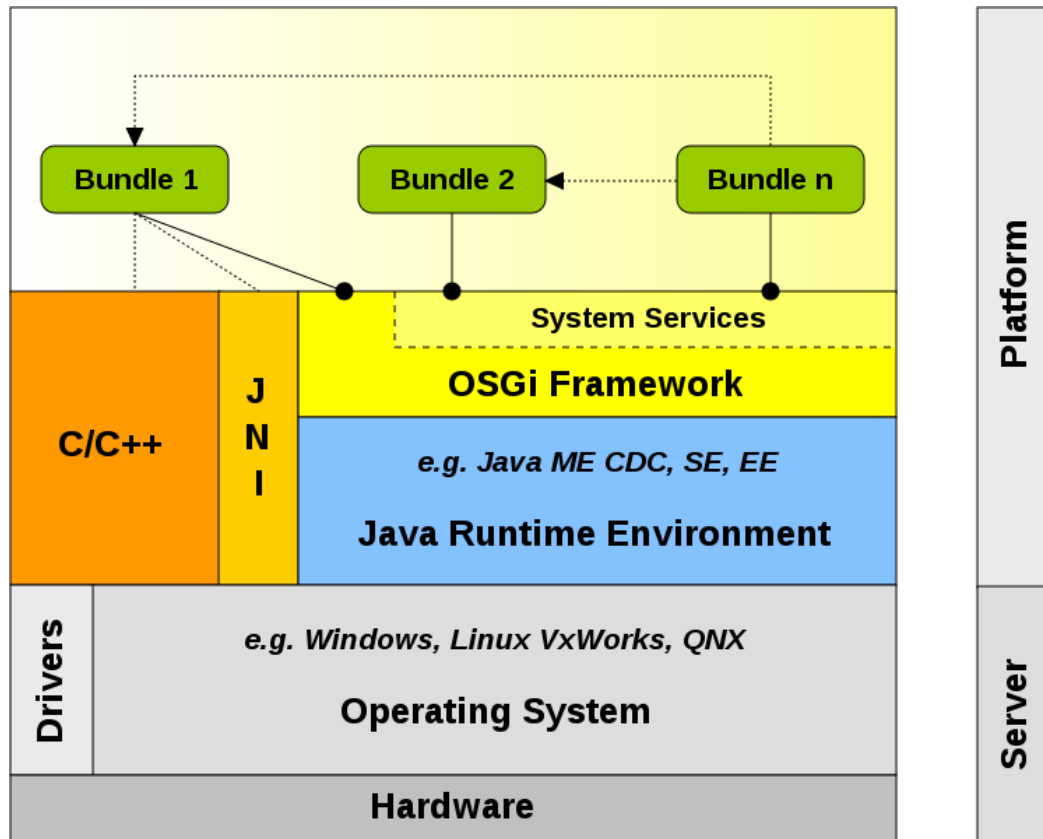 Bundle 1
Bundle 2
Bundle n
System Services
OSGi Framework
C/C++
J
N
I
e.g. Java ME CDC, SE, EE
Java Runtime Environment
Drivers
e.g. Windows, Linux VxWorks, QNX
Operating System
Hardware
Platform
Server